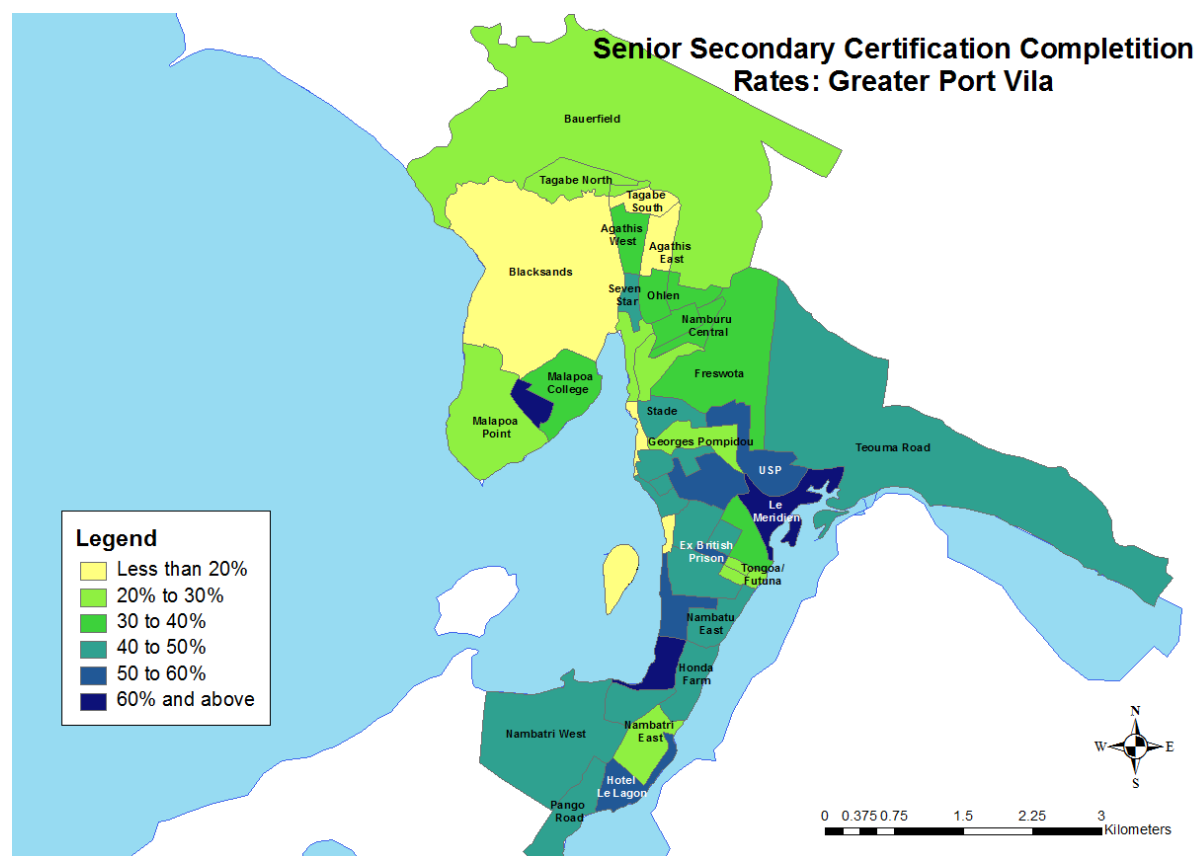 Senior Secondary Certification Completition
Rates: Greater Port Vila
Bauerfield
Tagabe North
Tagabe
South
Agathis
West
Agathis
East
Blacksands
Seven
Star
Ohlen
Namburu
Central
Malapoa
College
Freswota
Malapoa
Point
Stade
Georges Pompidou
Teouma Road
USP
Le
Meridien
Ex British
Prison
Tongoa/
Futuna
Nambatu
East
Honda
Farm
Nambatri West
Nambatri
East
Hotel
Le Lagon
Pango
Road
Legend
Less than 20%
20% to 30%
30 to 40%
40 to 50%
50 to 60%
60% and above
N
W
E
S
0 0.375 0.75 1.5 2.25 3
Kilometers